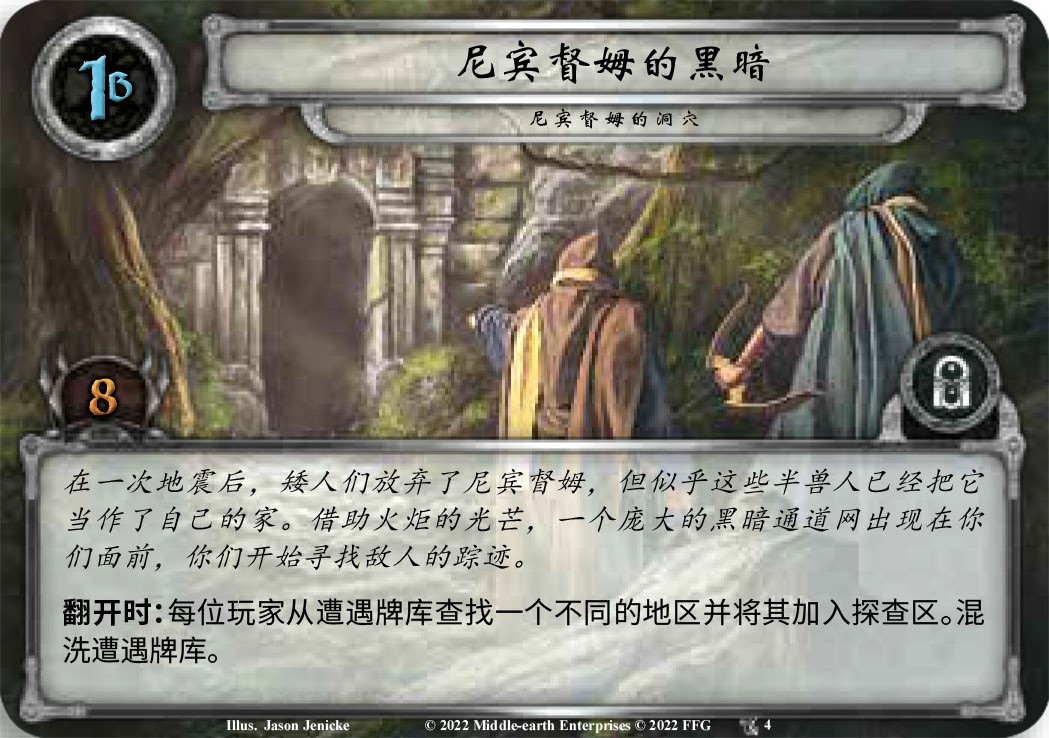 1B
尼宾督姆的黑暗
尼宾督姆的洞穴
8
在一次地震后，矮人们放弃了尼宾督姆，但似乎这些半兽人已经把它
当作了自己的家。借助火炬的光芒，一个庞大的黑暗通道网出现在你
们面前，你们开始寻找敌人的踪迹。
翻开时：每位玩家从遭遇牌库查找一个不同的地区并将其加入探查区。混
洗遭遇牌库。
Illus. Jason Jenicke © 2022 Middle-earth Enterprises © 2022 FFG 4